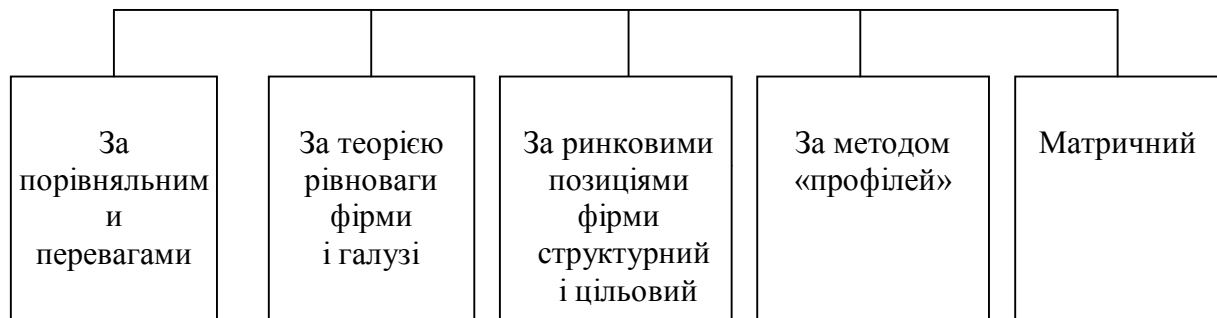 За
порівняльним
и
перевагами
За теорією
рівноваги
фірми
і галузі
За ринковими
позиціями
фірми
структурний
і цільовий
За методом
«профілей»
Матричний